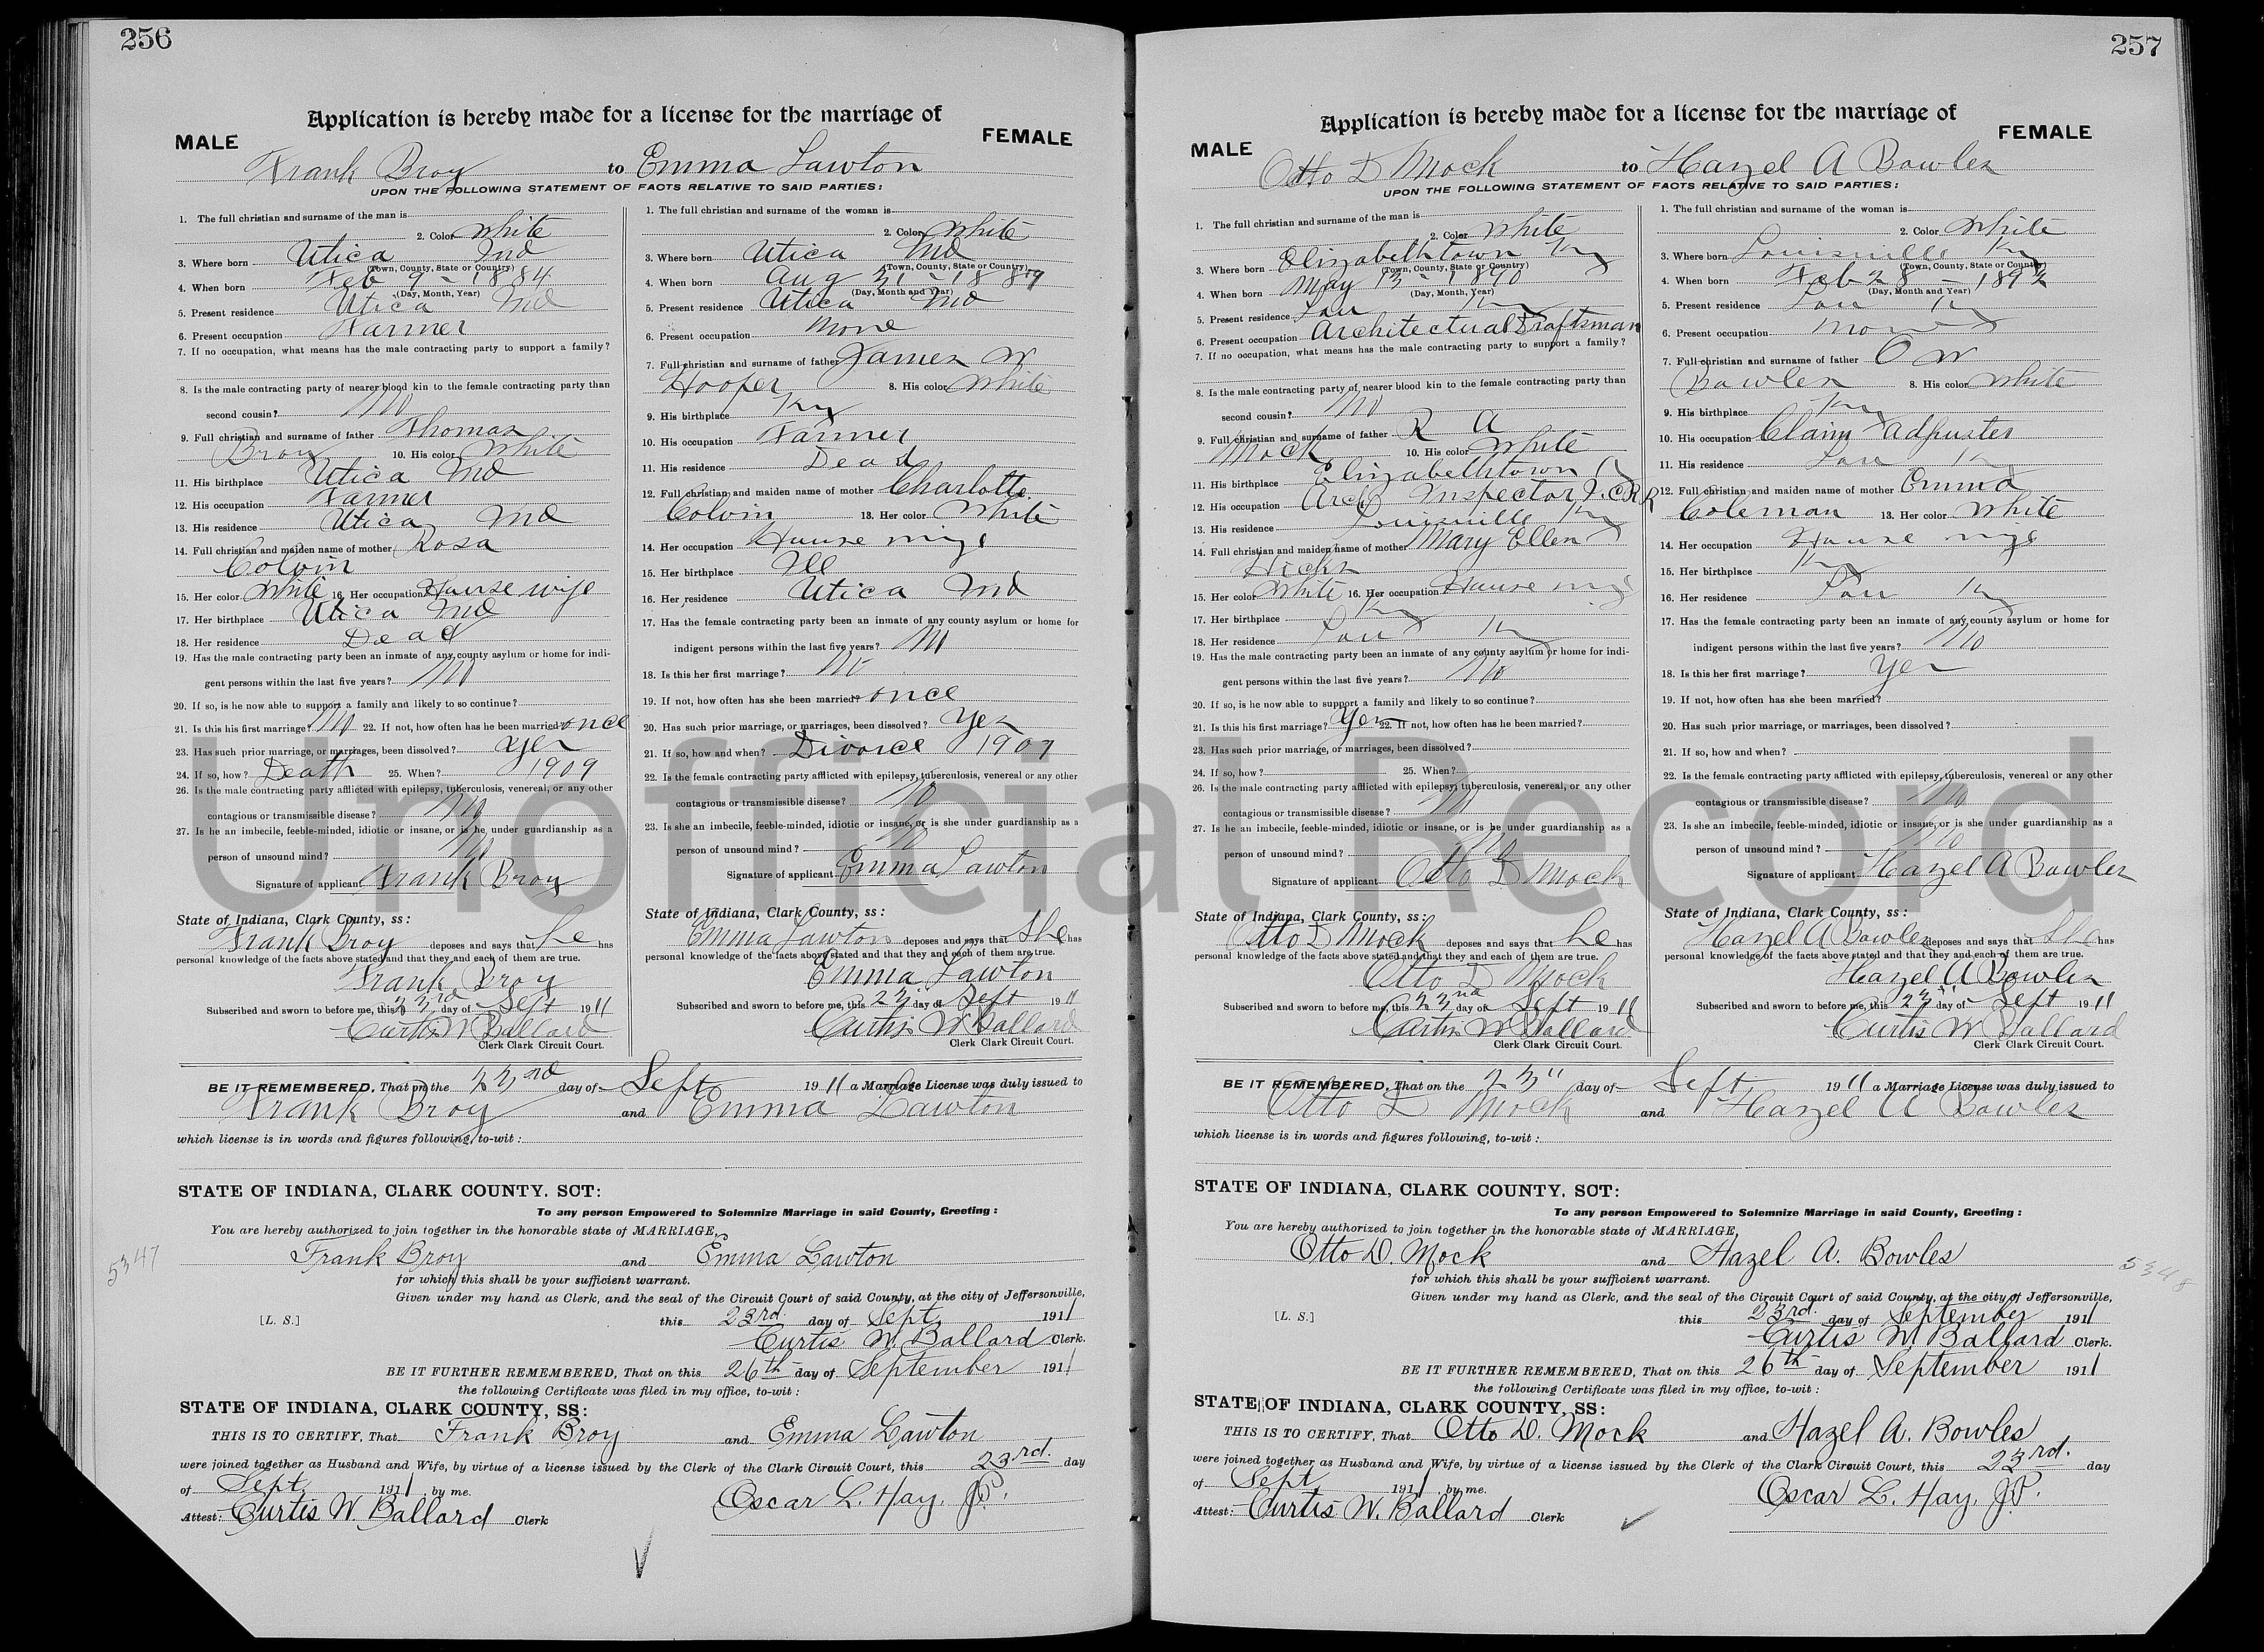 256
Application is hereby made for a license for the marriage of
MALE FEMALE
Frank Broy to Emma Lawton
UPON THE FOLLOWING STATEMENT OF FACTS RELATIVE TO SAID PARTIES:
1. The full christian and surname of the man is
2. Color White
3. Where born Utica Ind
(Town, County, State or Country)
4. When born Feb 9 - 1884
(Day, Month, Year)
5. Present residence Utica Ind
6. Present occupation Farmer
7. If no occupation, what means has the male contracting party to support a family?
8. Is the male contracting party of nearer blood kin to the female contracting party than
second cousin? No
9. Full christian and surname of father Thomas
Broy 10. His color White
11. His birthplace Utica Ind
12. His occupation Farmer
13. His residence Utica Ind
14. Full christian and maiden name of mother Rosa
Colvin
15. Her color White 16. Her occupation House wife
17. Her birthplace Utica Ind
18. Her residence Dead
19. Has the male contracting party been an inmate of any county asylum or home for indi-
gent persons within the last five years? No
20. If so, is he now able to support a family and likely to so continue?
21. Is this his first marriage? No 22. If not, how often has he been married? once
23. Has such prior marriage, or marriages, been dissolved? Yes
24. If so, how? Death 25. When? 1909
26. Is the male contracting party afflicted with epilepsy, tuberculosis, venereal, or any other
contagious or transmissible disease? No
27. Is he an imbecile, feeble-minded, idiotic or insane, or is he under guardianship as a
person of unsound mind? No
Signature of applicant Frank Broy
State of Indiana, Clark County, ss:
Frank Broy deposes and says that he has
personal knowledge of the facts above stated and that they and each of them are true.
Frank Broy
Subscribed and sworn to before me, this 23rd day of Sept 1911
Curtis W Ballard
Clerk Clark Circuit Court.
1. The full christian and surname of the woman is
2. Color White
3. Where born Utica Ind
(Town, County, State or Country)
4. When born Aug 31 - 18
(Day, Month and Year)
5. Present residence Utica Ind
6. Present occupation None
7. Full christian and surname of father James W
Hooper 8. His color White
9. His birthplace Ky
10. His occupation Farmer
11. His residence Dead
12. Full christian and maiden name of mother Charlotte
Colvin 13. Her color White
14. Her occupation House wife
15. Her birthplace Ill
16. Her residence Utica Ind
17. Has the female contracting party been an inmate of any county asylum or home for
indigent persons within the last five years? No
18. Is this her first marriage? No
19. If not, how often has she been married? once
20. Has such prior marriage, or marriages, been dissolved? Yes
21. If so, how and when? Divorce 1907
22. Is the female contracting party afflicted with epilepsy, tuberculosis, venereal or any other
contagious or transmissible disease? No
23. Is she an imbecile, feeble-minded, idiotic or insane, or is she under guardianship as a
person of unsound mind? No
Signature of applicant Emma Lawton
State of Indiana, Clark County, ss:
Emma Lawton deposes and says that She has
personal knowledge of the facts above stated and that they and each of them are true.
Emma Lawton
Subscribed and sworn to before me, this 23 day of Sept 1911
Curtis W Ballard
Clerk Clark Circuit Court.
BE IT REMEMBERED, That on the 23rd day of Sept 1911 a Marriage License was duly issued to
Frank Broy and Emma Lawton
which license is in words and figures following, to-wit:
STATE OF INDIANA, CLARK COUNTY. SCT:
To any person Empowered to Solemnize Marriage in said County, Greeting:
You are hereby authorized to join together in the honorable state of MARRIAGE,
5347
Frank Broy and Emma Lawton
for which this shall be your sufficient warrant.
Given under my hand as Clerk, and the seal of the Circuit Court of said County, at the city of Jeffersonville,
[L. S.] this 23rd day of Sept. 1911
Curtis W. Ballard Clerk.
BE IT FURTHER REMEMBERED, That on this 26th day of September 1911
the following Certificate was filed in my office, to-wit:
STATE OF INDIANA, CLARK COUNTY, SS:
THIS IS TO CERTIFY, That Frank Broy and Emma Lawton
were joined together as Husband and Wife, by virtue of a license issued by the Clerk of the Clark Circuit Court, this 23rd. day
of Sept. 1911 by me.
Oscar L. Hay, J.P.
Attest: Curtis W. Ballard Clerk
257
Application is hereby made for a license for the marriage of
MALE FEMALE
Otto D Mock to Hazel A Bowles
UPON THE FOLLOWING STATEMENT OF FACTS RELATIVE TO SAID PARTIES:
1. The full christian and surname of the man is
2. Color White
3. Where born Elizabethtown Ky
(Town, County, State or Country)
4. When born May 13 - 1890
(Day, Month, Year)
5. Present residence Lou Ky
6. Present occupation Architectural Draftsman
7. If no occupation, what means has the male contracting party to support a family?
8. Is the male contracting party of nearer blood kin to the female contracting party than
second cousin? No
9. Full christian and surname of father R A
Mock 10. His color White
11. His birthplace Elizabethtown Ky
12. His occupation Arch Inspector I.C.R.R
13. His residence Louisville Ky
14. Full christian and maiden name of mother Mary Ellen
Hicks
15. Her color White 16. Her occupation House wife
17. Her birthplace Ky
18. Her residence Lou Ky
19. Has the male contracting party been an inmate of any county asylum or home for indi-
gent persons within the last five years? No
20. If so, is he now able to support a family and likely to so continue?
21. Is this his first marriage? Yes 22. If not, how often has he been married?
23. Has such prior marriage, or marriages, been dissolved?
24. If so, how? 25. When?
26. Is the male contracting party afflicted with epilepsy, tuberculosis, venereal, or any other
contagious or transmissible disease? No
27. Is he an imbecile, feeble-minded, idiotic or insane, or is he under guardianship as a
person of unsound mind? No
Signature of applicant Otto D Mock
State of Indiana, Clark County, ss:
Otto D Mock deposes and says that he has
personal knowledge of the facts above stated and that they and each of them are true.
Otto D Mock
Subscribed and sworn to before me, this 23nd day of Sept 1911
Curtis W Ballard
Clerk Clark Circuit Court.
1. The full christian and surname of the woman is
2. Color White
3. Where born Louisville Ky
(Town, County, State or Country)
4. When born Feb 28 - 189
(Day, Month and Year)
5. Present residence Lou Ky
6. Present occupation None
7. Full christian and surname of father O W
Bowles 8. His color White
9. His birthplace Ky
10. His occupation Claim adjuster
11. His residence Lou Ky
12. Full christian and maiden name of mother Emma
Coleman 13. Her color White
14. Her occupation House wife
15. Her birthplace Ky
16. Her residence Lou Ky
17. Has the female contracting party been an inmate of any county asylum or home for
indigent persons within the last five years? No
18. Is this her first marriage? Yes
19. If not, how often has she been married?
20. Has such prior marriage, or marriages, been dissolved?
21. If so, how and when?
22. Is the female contracting party afflicted with epilepsy, tuberculosis, venereal or any other
contagious or transmissible disease? No
23. Is she an imbecile, feeble-minded, idiotic or insane, or is she under guardianship as a
person of unsound mind? No
Signature of applicant Hazel A Bowles
State of Indiana, Clark County, ss:
Hazel A Bowles deposes and says that She has
personal knowledge of the facts above stated and that they and each of them are true.
Hazel A Bowles
Subscribed and sworn to before me, this 23 day of Sept 1911
Curtis W Ballard
Clerk Clark Circuit Court.
BE IT REMEMBERED, That on the 23" day of Sept. 1911 a Marriage License was duly issued to
Otto D Mock and Hazel A Bowles
which license is in words and figures following, to-wit:
STATE OF INDIANA, CLARK COUNTY. SCT:
To any person Empowered to Solemnize Marriage in said County, Greeting:
You are hereby authorized to join together in the honorable state of MARRIAGE
Otto D. Mock and Hazel A. Bowles
5348
for which this shall be your sufficient warrant.
Given under my hand as Clerk, and the seal of the Circuit Court of said County, at the city of Jeffersonville,
[L. S.] this 23rd. day of September 1911
Curtis W. Ballard Clerk.
BE IT FURTHER REMEMBERED, That on this 26th day of September 1911
the following Certificate was filed in my office, to-wit:
STATE OF INDIANA, CLARK COUNTY, SS:
THIS IS TO CERTIFY, That Otto D. Mock and Hazel A. Bowles
were joined together as Husband and Wife, by virtue of a license issued by the Clerk of the Clark Circuit Court, this 23rd. day
of Sept. 1911 by me.
Oscar L. Hay, J.P.
Attest: Curtis W. Ballard Clerk
Unofficial Record